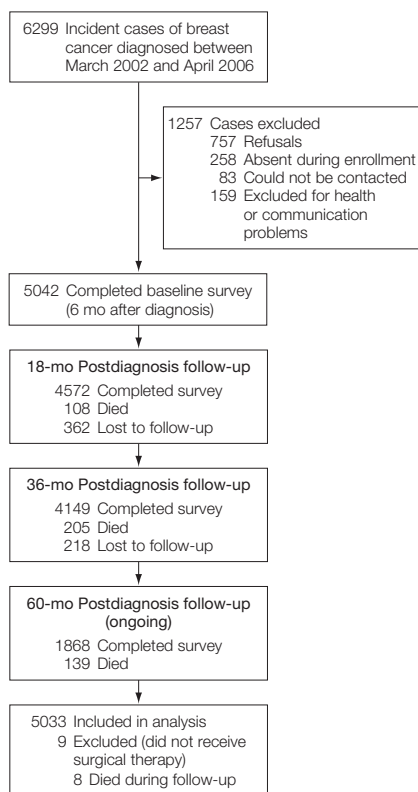 6299 Incident cases of breast
cancer diagnosed between
March 2002 and April 2006
1257 Cases excluded
757 Refusals
258 Absent during enrollment
83 Could not be contacted
159 Excluded for health
or communication
problems
5042 Completed baseline survey
(6 mo after diagnosis)
18-mo Postdiagnosis follow-up
4572 Completed survey
108 Died
362 Lost to follow-up
36-mo Postdiagnosis follow-up
4149 Completed survey
205 Died
218 Lost to follow-up
60-mo Postdiagnosis follow-up
(ongoing)
1868 Completed survey
139 Died
5033 Included in analysis
9 Excluded (did not receive
surgical therapy)
8 Died during follow-up